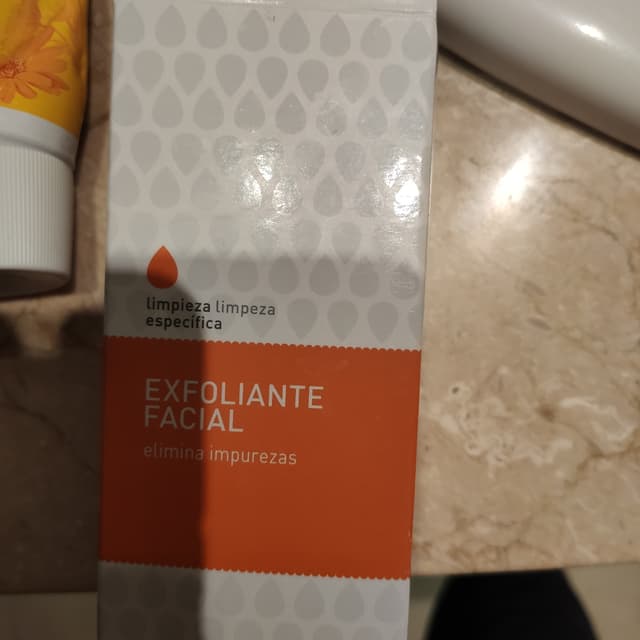 limpieza limpeza
específica
EXFOLIANTE
FACIAL
elimina impurezas